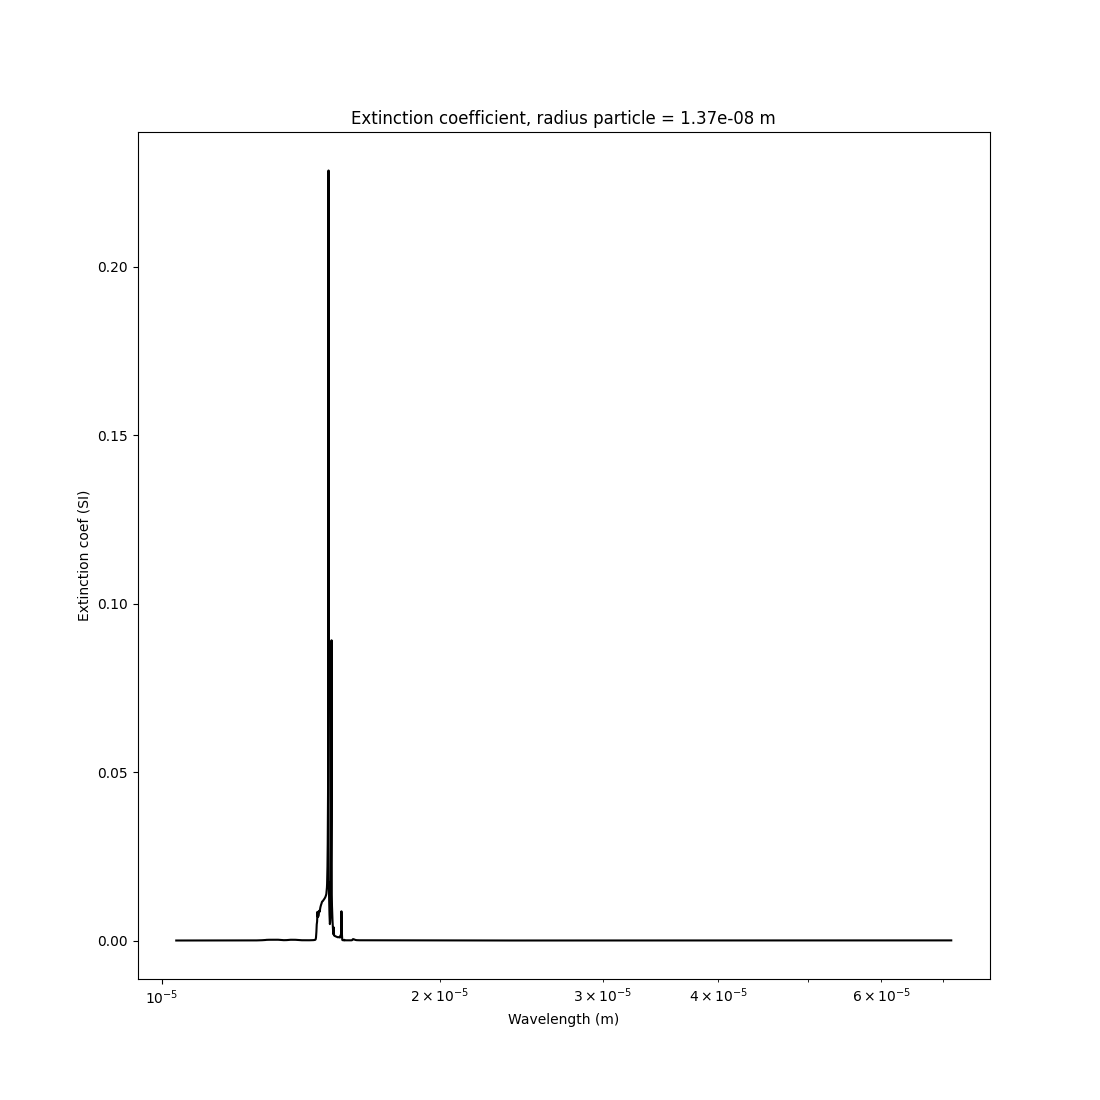 Extinction coefficient, radius particle = 1.37e-08 m
Extinction coef (SI)
0.20
0.15
0.10
0.05
0.00
10⁻⁵
2 × 10⁻⁵
3 × 10⁻⁵
4 × 10⁻⁵
6 × 10⁻⁵
Wavelength (m)